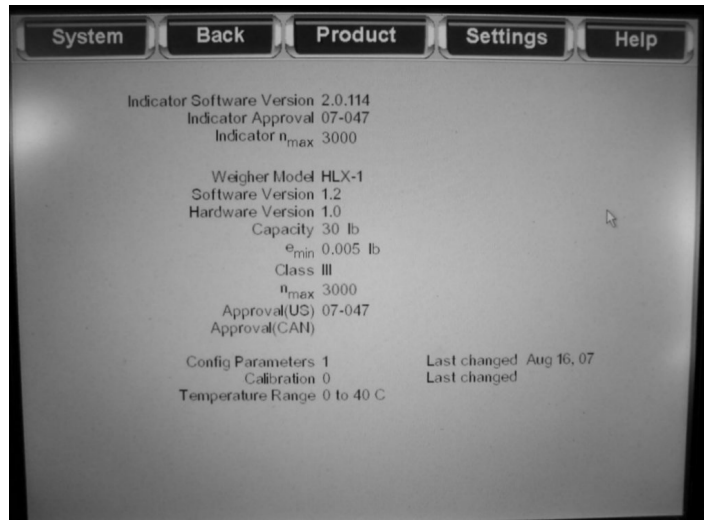 System Back Product Settings Help
Indicator Software Version 2.0.114
Indicator Approval 07-047
Indicator nmax 3000
Weigher Model HLX-1
Software Version 1.2
Hardware Version 1.0
Capacity 30 lb
emin 0.005 lb
Class III
nmax 3000
Approval(US) 07-047
Approval(CAN)
Config Parameters 1 Last changed Aug 16, 07
Calibration 0 Last changed
Temperature Range 0 to 40 C